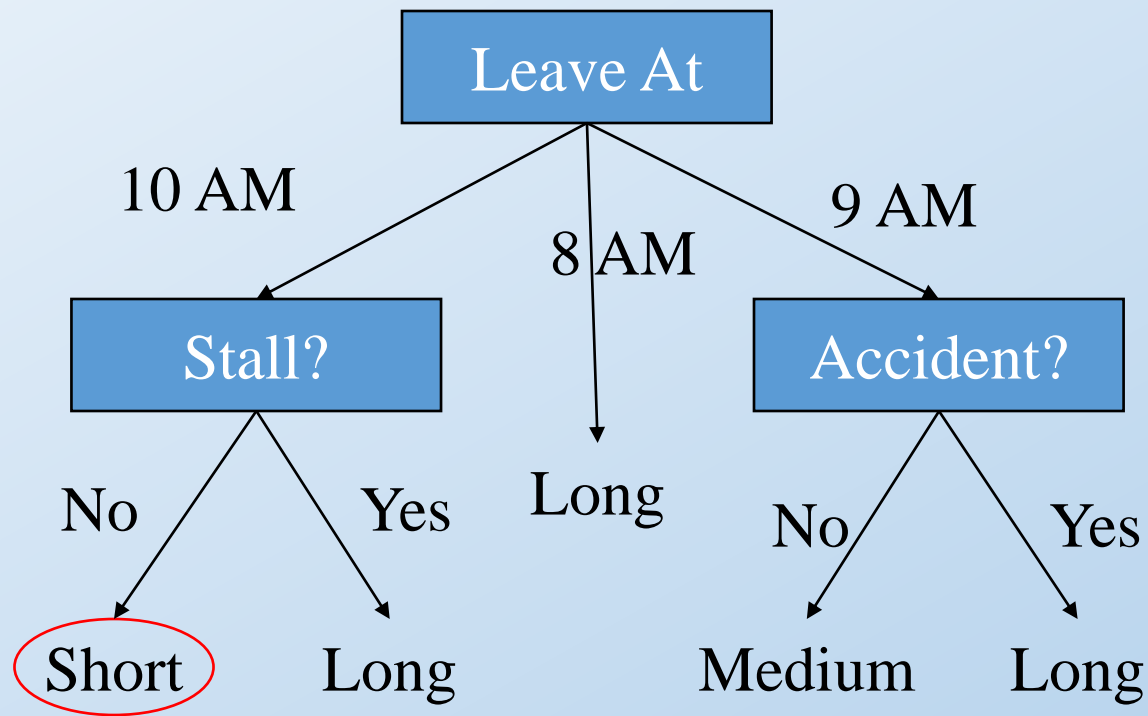 Leave At
10 AM
8 AM
9 AM
Stall?
Accident?
No
Yes
Long
No
Yes
Short
Long
Medium
Long